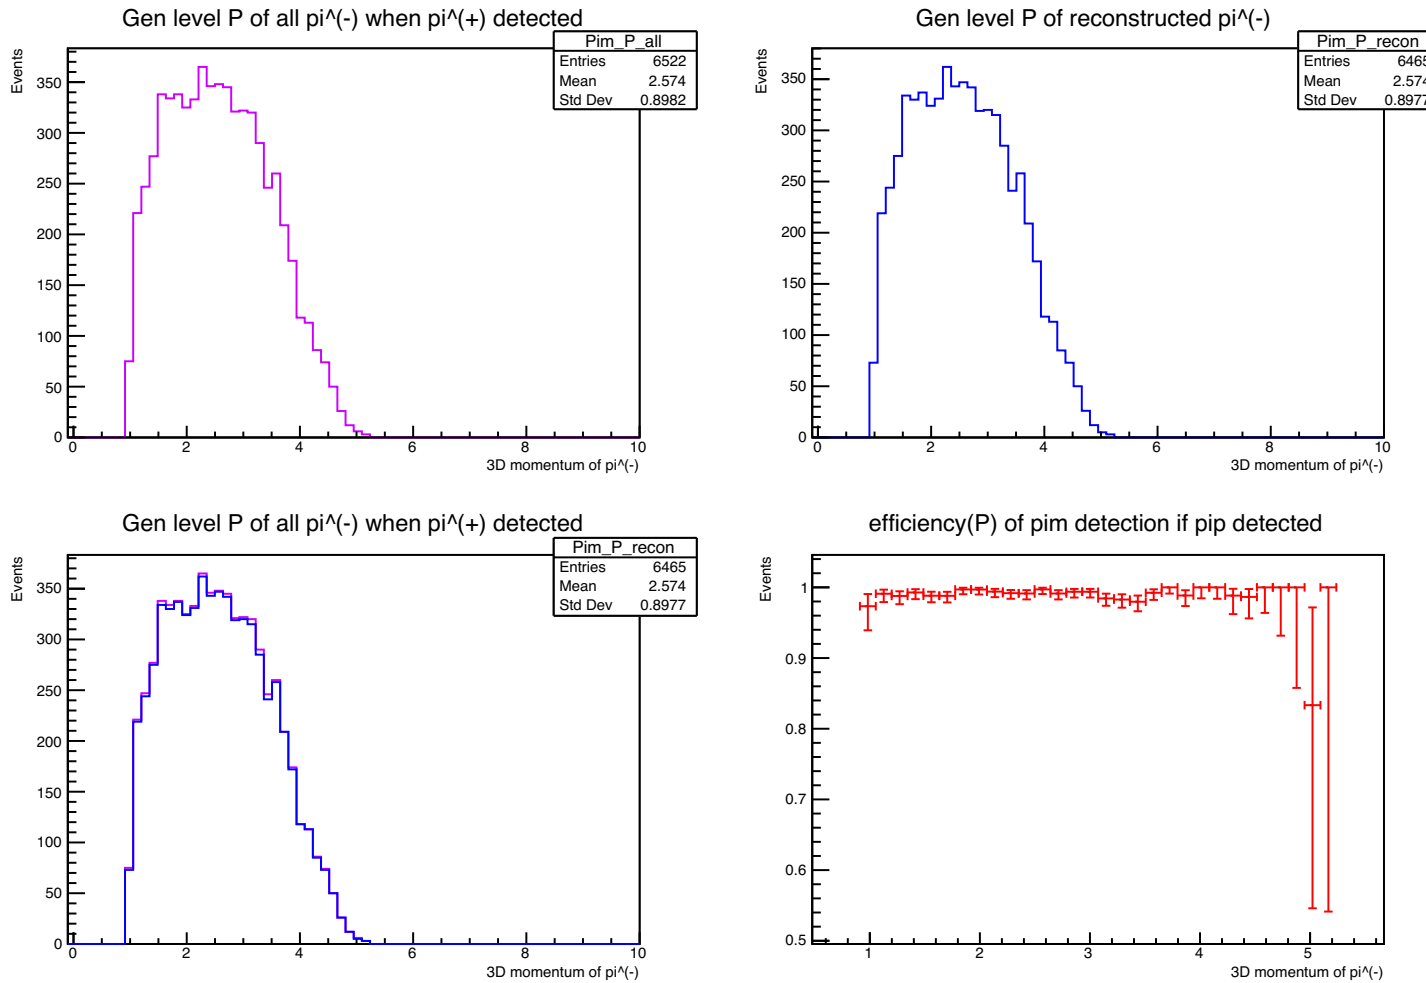 Gen level P of all pi^(-) when pi^(+) detected
Events
Pim_P_all
Entries 6522
Mean 2.574
Std Dev 0.8982
350
300
250
200
150
100
50
0
0 2 4 6 8 10
3D momentum of pi^(-)
Gen level P of reconstructed pi^(-)
Events
Pim_P_recon
Entries 6465
Mean 2.574
Std Dev 0.8977
350
300
250
200
150
100
50
0
0 2 4 6 8 10
3D momentum of pi^(-)
Gen level P of all pi^(-) when pi^(+) detected
Events
Pim_P_recon
Entries 6465
Mean 2.574
Std Dev 0.8977
350
300
250
200
150
100
50
0
0 2 4 6 8 10
3D momentum of pi^(-)
efficiency(P) of pim detection if pip detected
Events
1
0.9
0.8
0.7
0.6
0.5
1 2 3 4 5
3D momentum of pi^(-)